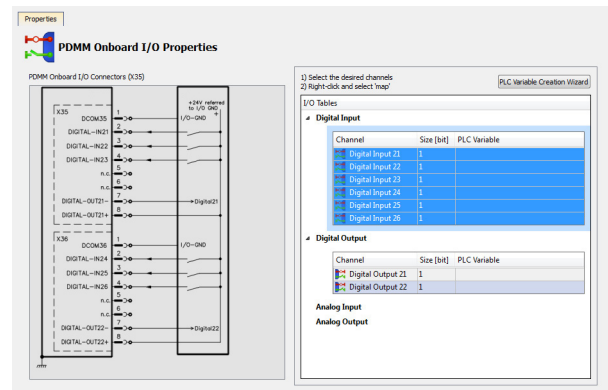 Properties
PDMM Onboard I/O Properties
PDMM Onboard I/O Connectors (X35)
+24V referred
to I/O GND
+
X35
DCOM35 1 I/O-GND
DIGITAL-IN21 2
DIGITAL-IN22 3
DIGITAL-IN23 4
n.c. 5
n.c. 6
DIGITAL-OUT21- 7 Digital21
DIGITAL-OUT21+ 8
X36
DCOM36 1 I/O-GND
DIGITAL-IN24 2
DIGITAL-IN25 3
DIGITAL-IN26 4
n.c. 5
n.c. 6
DIGITAL-OUT22- 7 Digital22
DIGITAL-OUT22+ 8
1) Select the desired channels
2) Right-click and select 'map'
PLC Variable Creation Wizard
I/O Tables
Digital Input
Channel Size [bit] PLC Variable
Digital Input 21 1
Digital Input 22 1
Digital Input 23 1
Digital Input 24 1
Digital Input 25 1
Digital Input 26 1
Digital Output
Channel Size [bit] PLC Variable
Digital Output 21 1
Digital Output 22 1
Analog Input
Analog Output